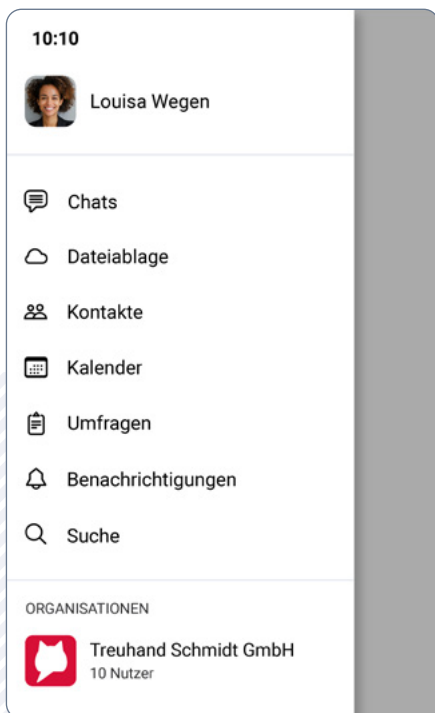 10:10
Louisa Wegen
Chats
Dateiablage
Kontakte
Kalender
Umfragen
Benachrichtigungen
Suche
ORGANISATIONEN
Treuhand Schmidt GmbH
10 Nutzer